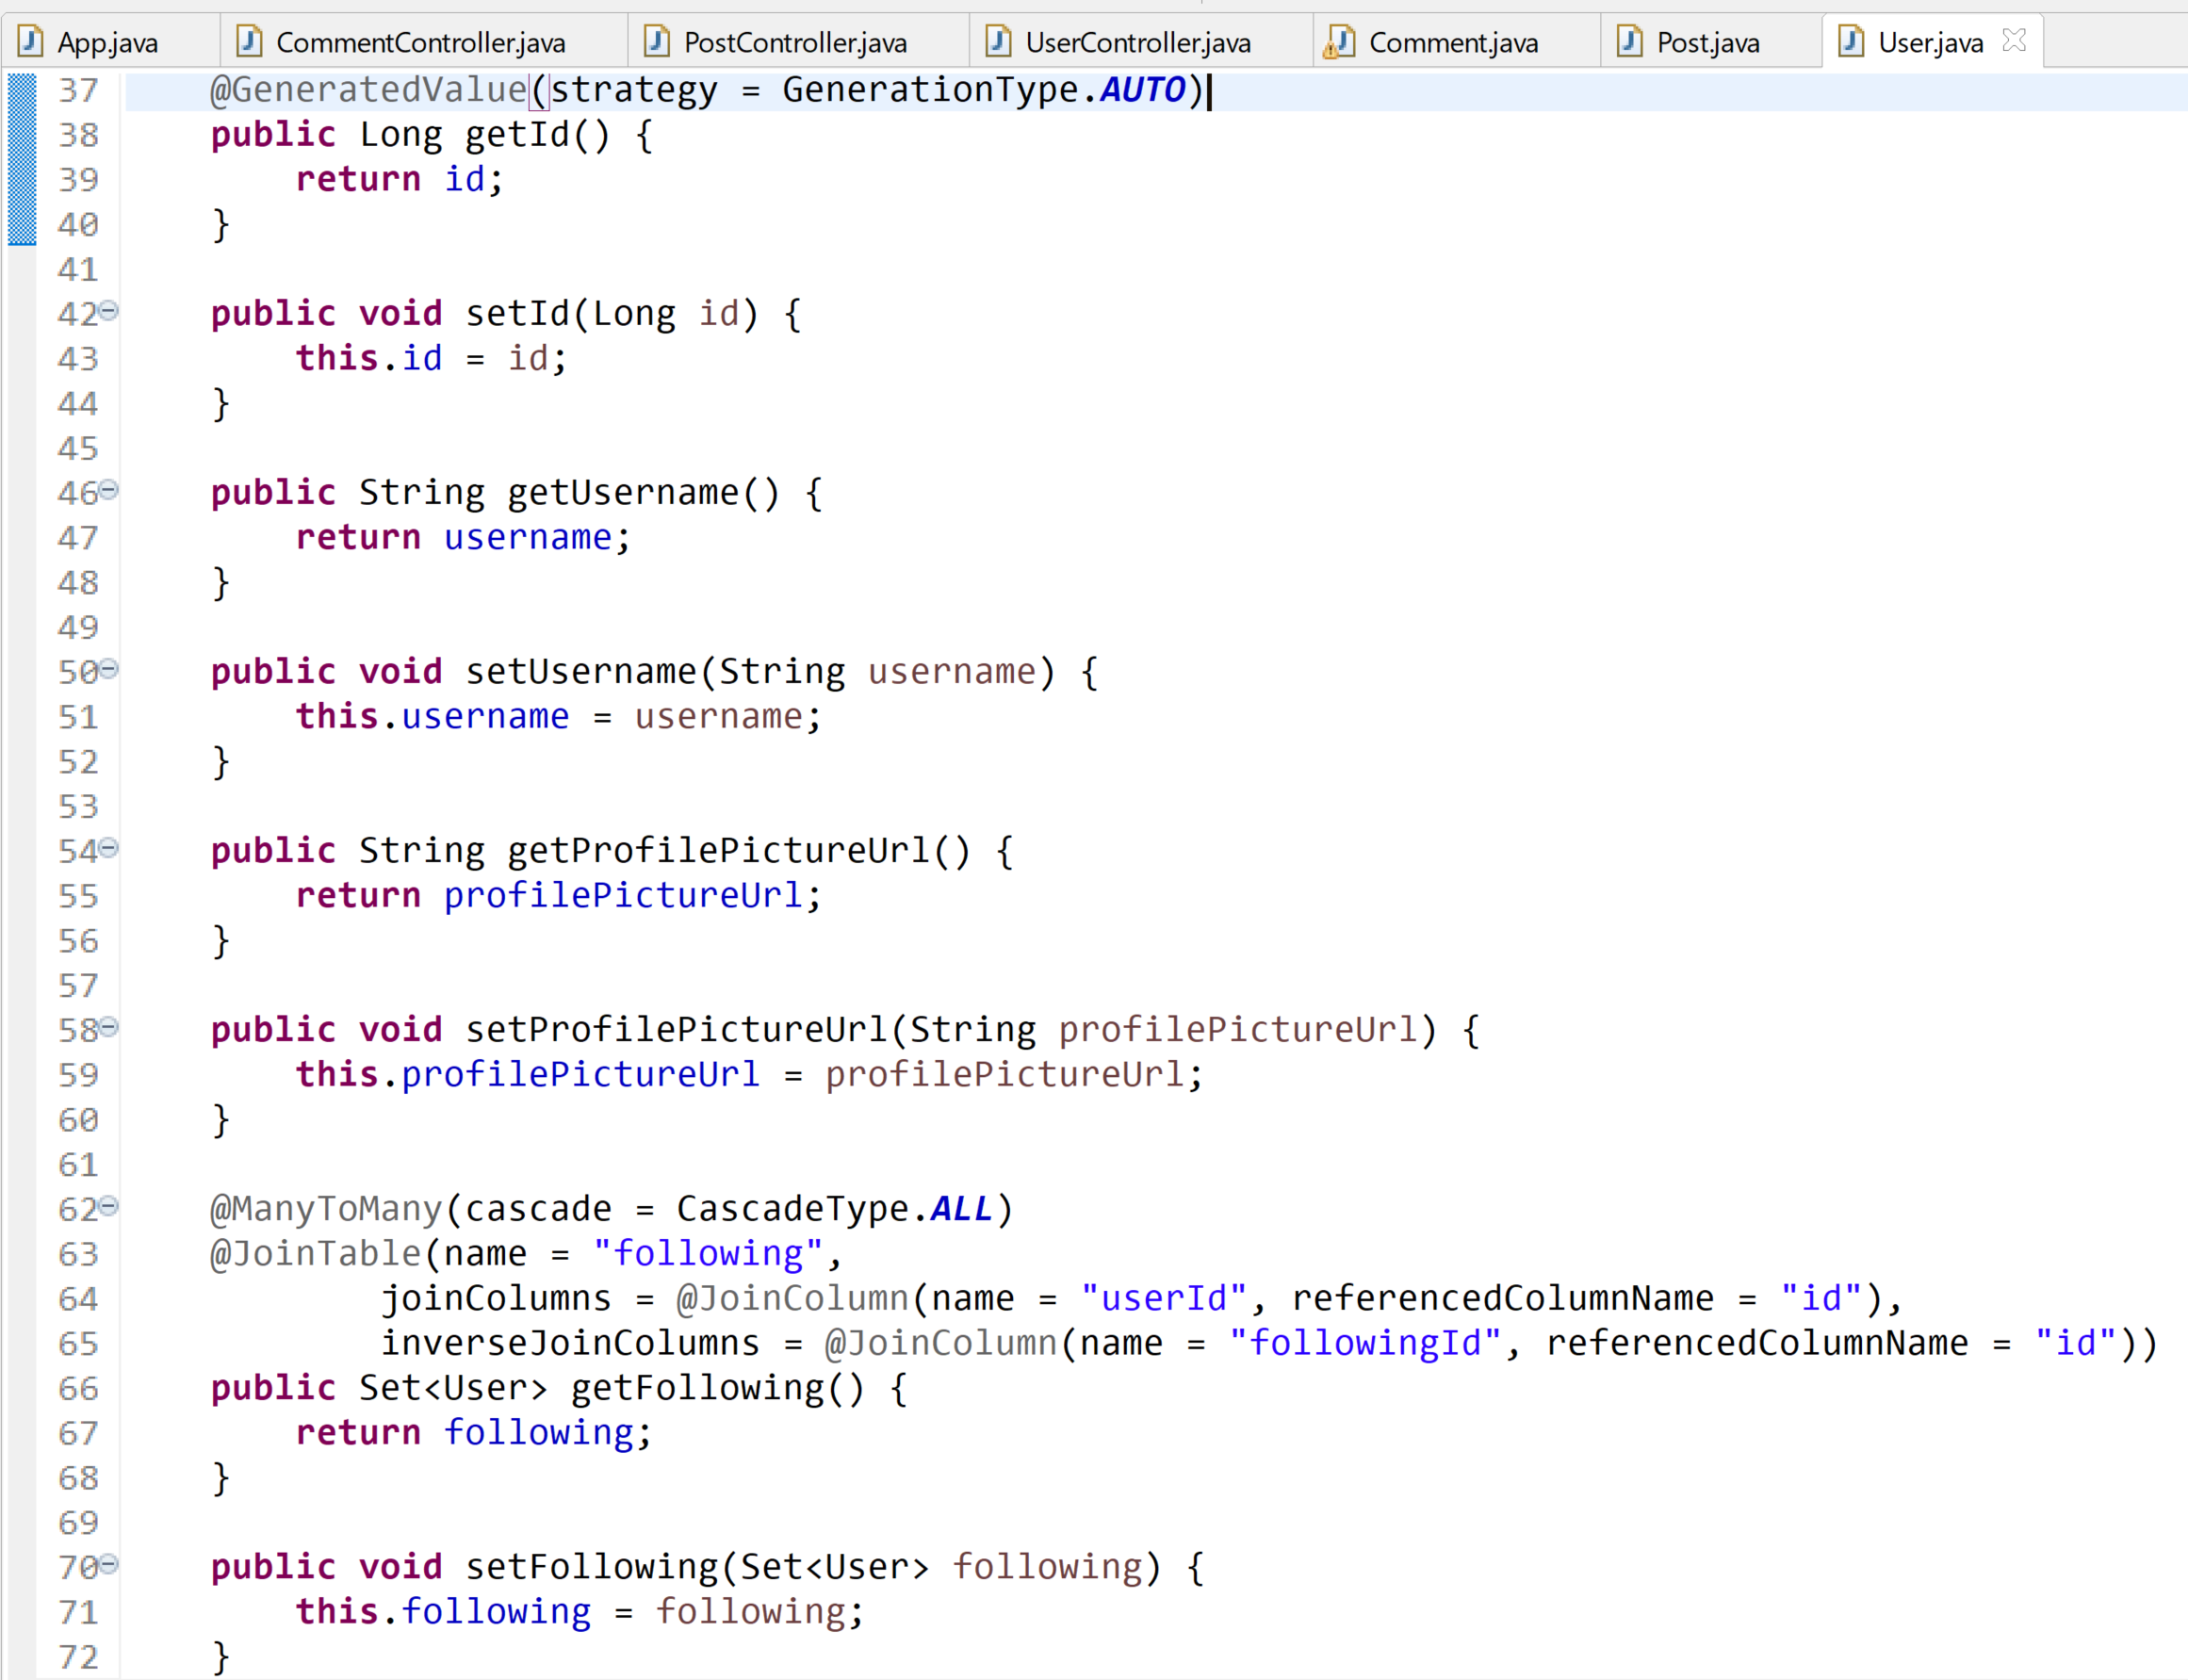 App.java CommentController.java PostController.java UserController.java Comment.java Post.java User.java
37 @GeneratedValue(strategy = GenerationType.AUTO)
38 public Long getId() {
39 return id;
40 }
41
42 public void setId(Long id) {
43 this.id = id;
44 }
45
46 public String getUsername() {
47 return username;
48 }
49
50 public void setUsername(String username) {
51 this.username = username;
52 }
53
54 public String getProfilePictureUrl() {
55 return profilePictureUrl;
56 }
57
58 public void setProfilePictureUrl(String profilePictureUrl) {
59 this.profilePictureUrl = profilePictureUrl;
60 }
61
62 @ManyToMany(cascade = CascadeType.ALL)
63 @JoinTable(name = "following",
64 joinColumns = @JoinColumn(name = "userId", referencedColumnName = "id"),
65 inverseJoinColumns = @JoinColumn(name = "followingId", referencedColumnName = "id"))
66 public Set<User> getFollowing() {
67 return following;
68 }
69
70 public void setFollowing(Set<User> following) {
71 this.following = following;
72 }